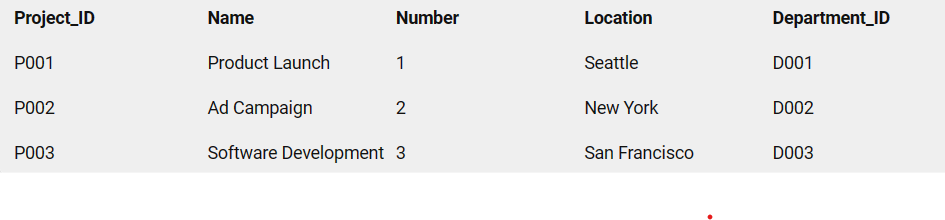 Project_ID Name Number Location Department_ID
P001 Product Launch 1 Seattle D001
P002 Ad Campaign 2 New York D002
P003 Software Development 3 San Francisco D003